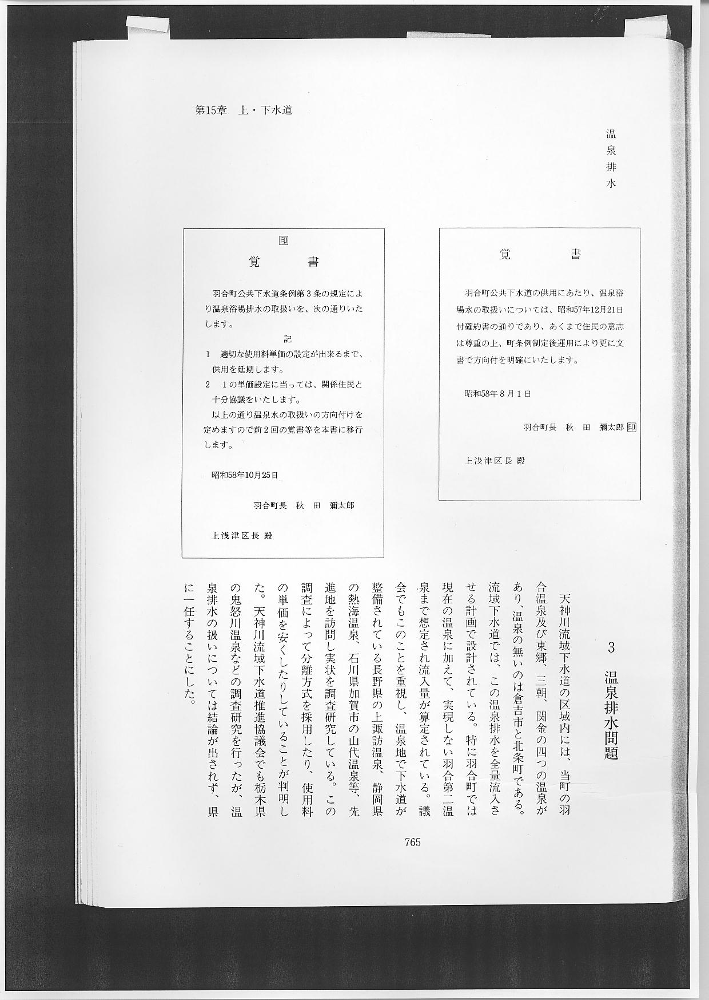 第15章　上・下水道
温泉排水
覚　書
羽合町公共下水道の供用にあたり、温泉浴
場水の取扱いについては、昭和57年12月21日
付確約書の通りであり、あくまで住民の意志
は尊重の上、町条例制定後運用により更に文
書で方向付を明確にいたします。
昭和58年8月1日
羽合町長　秋　田　彌太郎 印
上浅津区長 殿
印
覚　書
羽合町公共下水道条例第3条の規定によ
り温泉浴場排水の取扱いを、次の通りいた
します。
記
1　適切な使用料単価の設定が出来るまで、
供用を延期します。
2　1の単価設定に当っては、関係住民と
十分協議をいたします。
以上の通り温泉水の取扱いの方向付けを
定めますので前2回の覚書等を本書に移行
します。
昭和58年10月25日
羽合町長　秋　田　彌太郎
上浅津区長 殿
3　温泉排水問題
天神川流域下水道の区域内には、当町の羽
合温泉及び東郷、三朝、関金の四つの温泉が
あり、温泉の無いのは倉吉市と北条町である。
流域下水道では、この温泉排水を全量流入さ
せる計画で設計されている。特に羽合町では
現在の温泉に加えて、実現しない羽合第二温
泉まで想定され流入量が算定されている。議
会でもこのことを重視し、温泉地で下水道が
整備されている長野県の上諏訪温泉、静岡県
の熱海温泉、石川県加賀市の山代温泉等、先
進地を訪問し実状を調査研究している。この
調査によって分離方式を採用したり、使用料
の単価を安くしたりしていることが判明し
た。天神川流域下水道推進協議会でも栃木県
の鬼怒川温泉などの調査研究を行ったが、温
泉排水の扱いについては結論が出されず、県
に一任することにした。
765